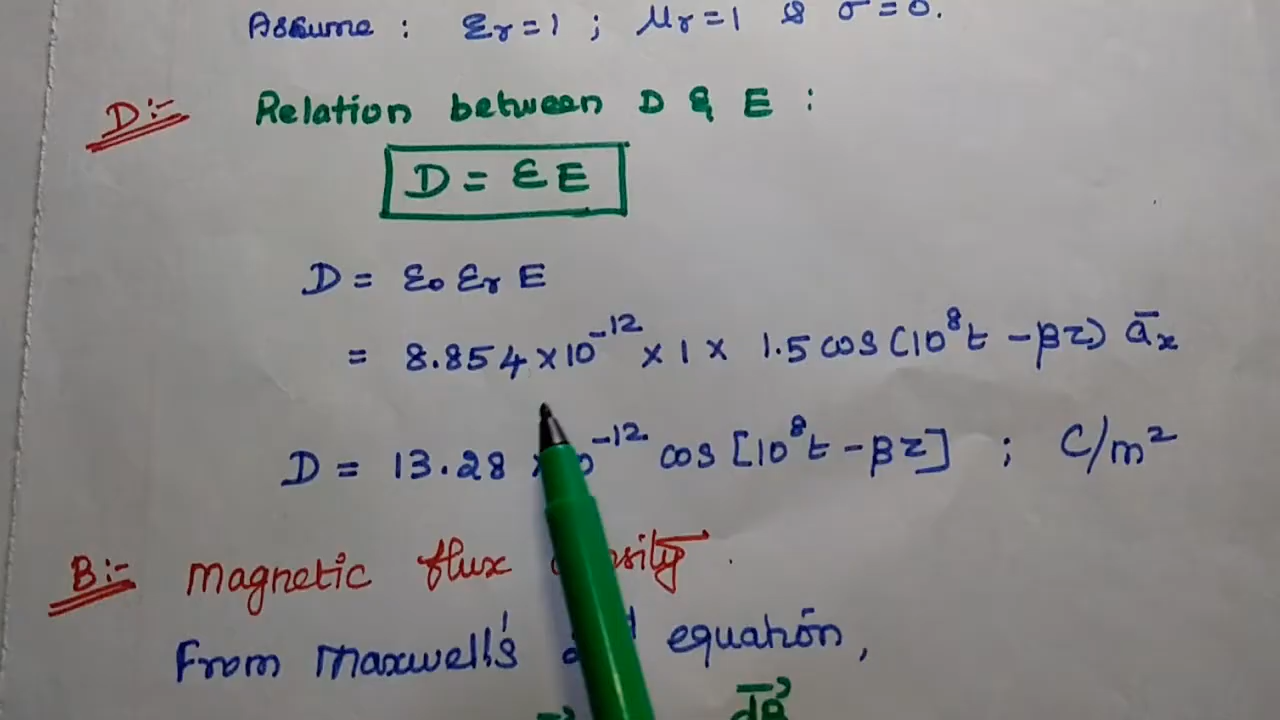 Assume : εr=1 ; μr=1 & σ=0.
D:- Relation between D & E :
D = εE
D = ε0 εr E
= 8.854×10^-12 × 1 × 1.5 cos(10^8 t - βz) āx
D = 13.28 × 10^-12 cos[10^8 t - βz] ; C/m²
B:- Magnetic flux
From Maxwell's equation,